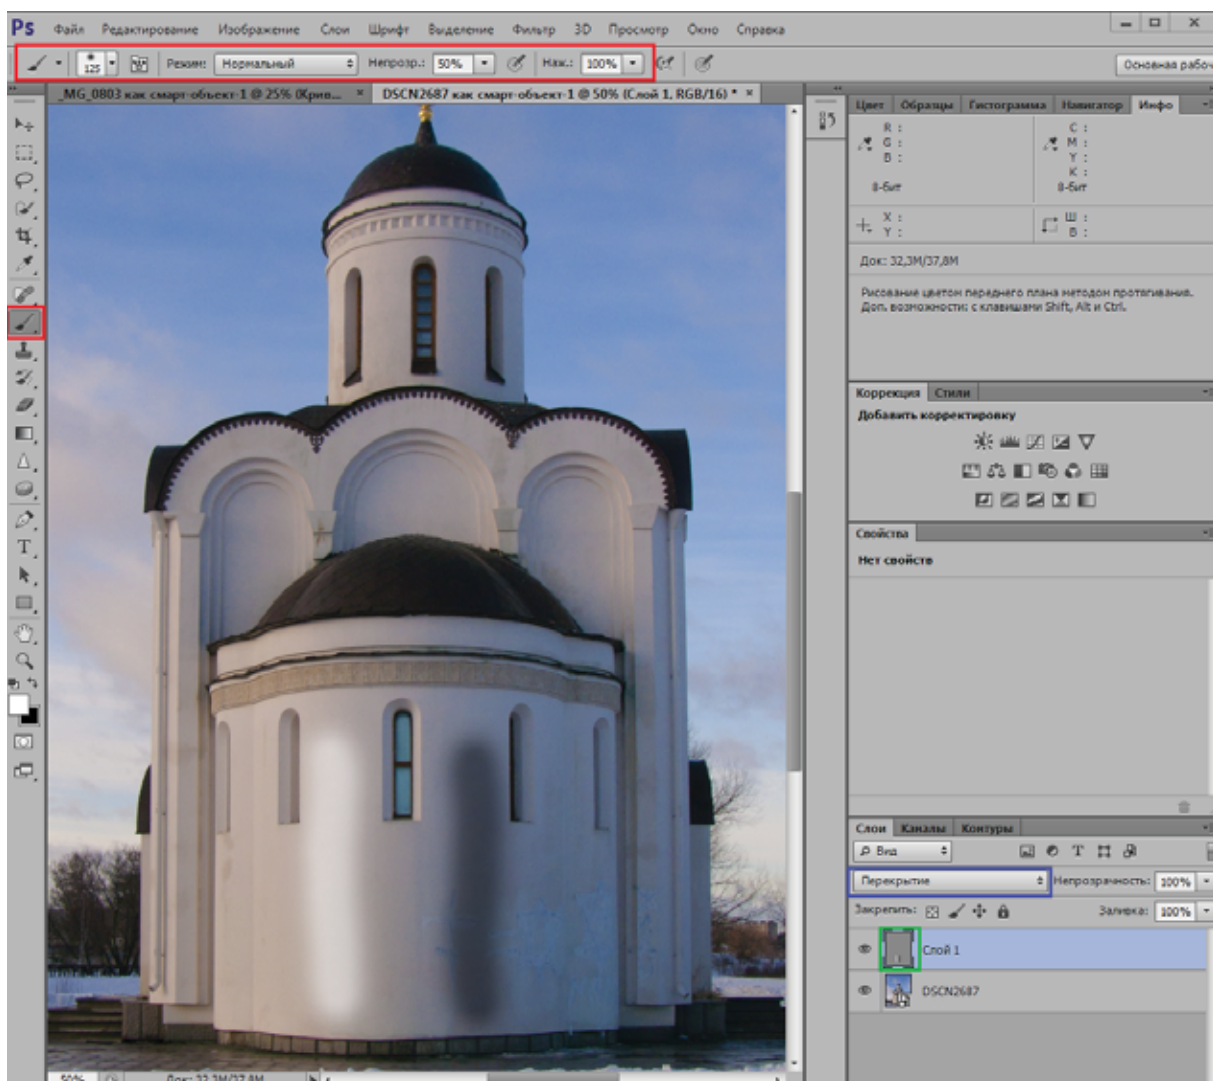 Ps Файл Редактирование Изображение Слои Шрифт Выделение Фильтр 3D Просмотр Окно Справка
125 Режим: Нормальный Непрозр.: 50% Наж.: 100% Основная рабоч
_MG_0803 как смарт-объект-1 @ 25% (Крив... × DSCN2687 как смарт-объект-1 @ 50% (Слой 1, RGB/16) * ×
Цвет Образцы Гистограмма Навигатор Инфо
R : C :
G : M :
B : Y :
K :
8-бит 8-бит
X : Ш :
Y : В :
Док: 32,3M/37,8M
Рисование цветом переднего плана методом протягивания.
Доп. возможности: с клавишами Shift, Alt и Ctrl.
Коррекция Стили
Добавить корректировку
Свойства
Нет свойств
Слои Каналы Контуры
Вид
Перекрытие Непрозрачность: 100%
Закрепить: Заливка: 100%
Слой 1
DSCN2687
50% Док: 32,3M/37,8M